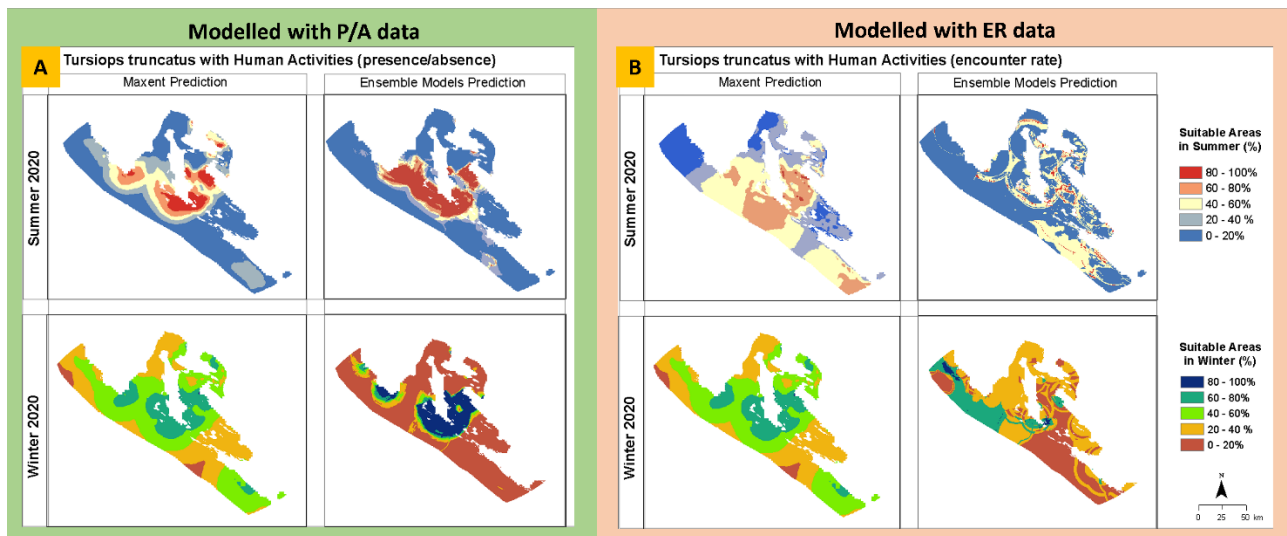 Modelled with P/A data
A
Tursiops truncatus with Human Activities (presence/absence)
Maxent Prediction
Ensemble Models Prediction
Summer 2020
Winter 2020
Modelled with ER data
B
Tursiops truncatus with Human Activities (encounter rate)
Maxent Prediction
Ensemble Models Prediction
Summer 2020
Winter 2020
Suitable Areas
in Summer (%)
80 - 100%
60 - 80%
40 - 60%
20 - 40 %
0 - 20%
Suitable Areas
in Winter (%)
80 - 100%
60 - 80%
40 - 60%
20 - 40 %
0 - 20%
N
0 25 50 km